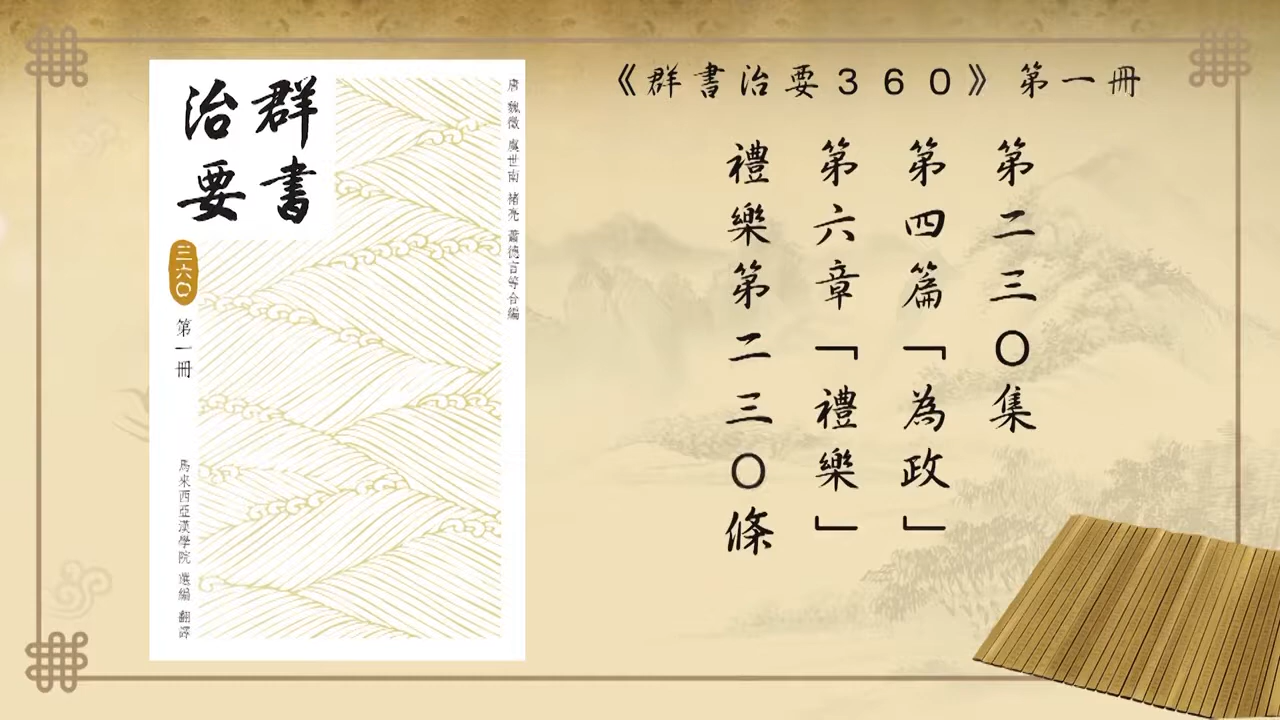 《群書治要３６０》第一冊
第二三〇集
第四篇「為政」
第六章「禮樂」
禮樂第二三〇條
群書
治要
三六〇
第一冊
唐 魏徵 虞世南 褚亮 蕭德言等合編
馬來西亞漢學院 選編 翻譯